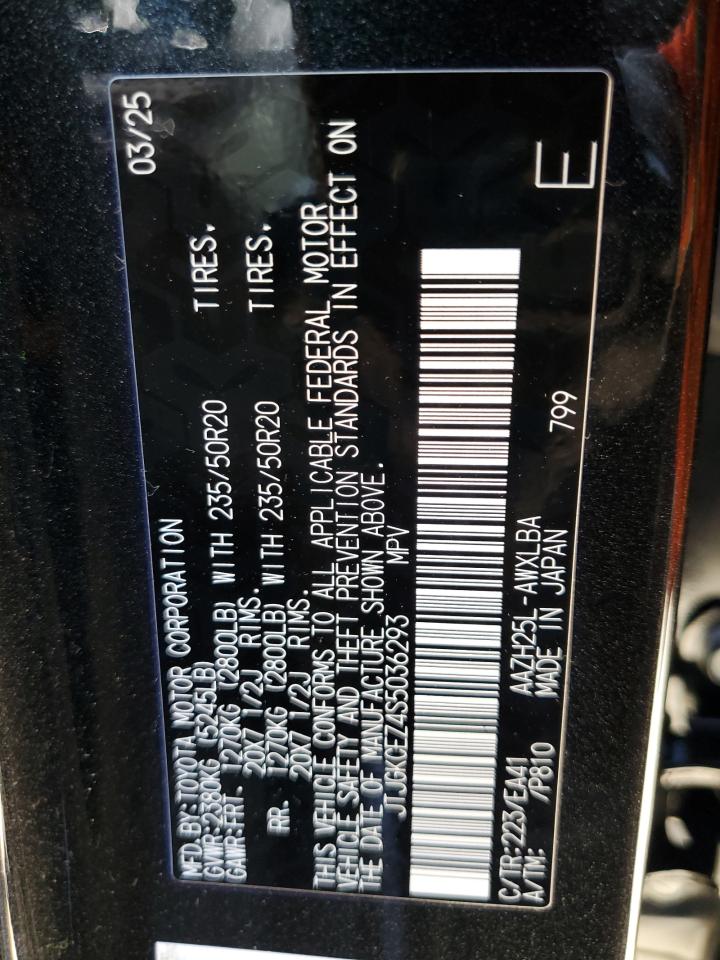 MFD.BY:TOYOTA MOTOR CORPORATION 03/25
GVWR:2380KG (5245LB)
GAWR:FRT. 1270KG (2800LB) WITH 235/50R20 TIRES.
20X7 1/2J RIMS.
RR. 1270KG (2800LB) WITH 235/50R20 TIRES.
20X7 1/2J RIMS.
THIS VEHICLE CONFORMS TO ALL APPLICABLE FEDERAL MOTOR
VEHICLE SAFETY AND THEFT PREVENTION STANDARDS IN EFFECT ON
THE DATE OF MANUFACTURE SHOWN ABOVE.
JTJGKCEZ4S5036293 MPV
C/TR:223/EA41 AAZH25L-AWXLBA
A/TM: /P810 MADE IN JAPAN 799
E